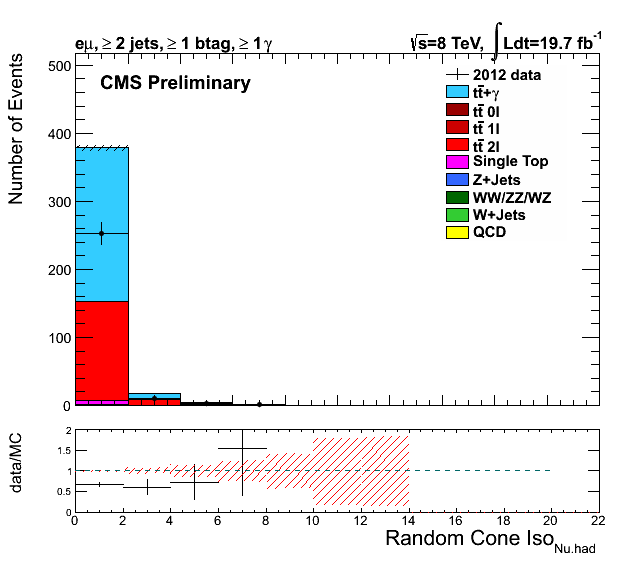 eμ, ≥ 2 jets, ≥ 1 btag, ≥ 1 γ
√s=8 TeV, ∫Ldt=19.7 fb⁻¹
CMS Preliminary
Number of Events
500
400
300
200
100
0
2012 data
tt̄+γ
tt̄ 0l
tt̄ 1l
tt̄ 2l
Single Top
Z+Jets
WW/ZZ/WZ
W+Jets
QCD
data/MC
2
1.5
1
0.5
0
0 2 4 6 8 10 12 14 16 18 20 22
Random Cone Iso Nu.had